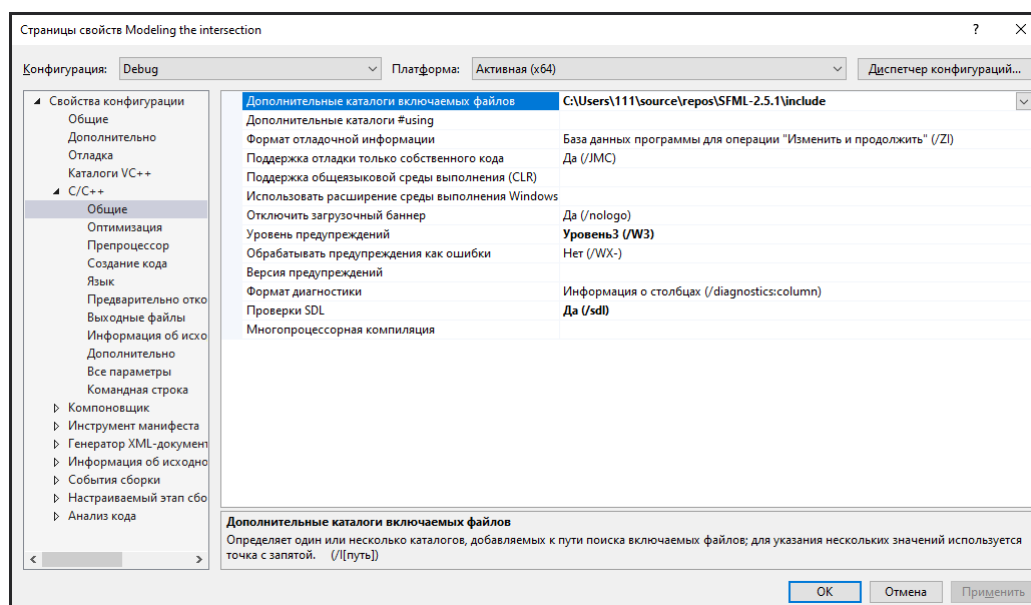 Страницы свойств Modeling the intersection
Конфигурация: Debug Платформа: Активная (x64) Диспетчер конфигураций...
Свойства конфигурации
Общие
Дополнительно
Отладка
Каталоги VC++
C/C++
Общие
Оптимизация
Препроцессор
Создание кода
Язык
Предварительно отко
Выходные файлы
Информация об исхо
Дополнительно
Все параметры
Командная строка
Компоновщик
Инструмент манифеста
Генератор XML-документ
Информация об исходно
События сборки
Настраиваемый этап сбо
Анализ кода
Дополнительные каталоги включаемых файлов C:\Users\111\source\repos\SFML-2.5.1\include
Дополнительные каталоги #using
Формат отладочной информации База данных программы для операции "Изменить и продолжить" (/ZI)
Поддержка отладки только собственного кода Да (/JMC)
Поддержка общеязыковой среды выполнения (CLR)
Использовать расширение среды выполнения Windows
Отключить загрузочный баннер Да (/nologo)
Уровень предупреждений Уровень3 (/W3)
Обрабатывать предупреждения как ошибки Нет (/WX-)
Версия предупреждений
Формат диагностики Информация о столбцах (/diagnostics:column)
Проверки SDL Да (/sdl)
Многопроцессорная компиляция
Дополнительные каталоги включаемых файлов
Определяет один или несколько каталогов, добавляемых к пути поиска включаемых файлов; для указания нескольких значений используется
точка с запятой. (/I[путь])
OK Отмена Применить